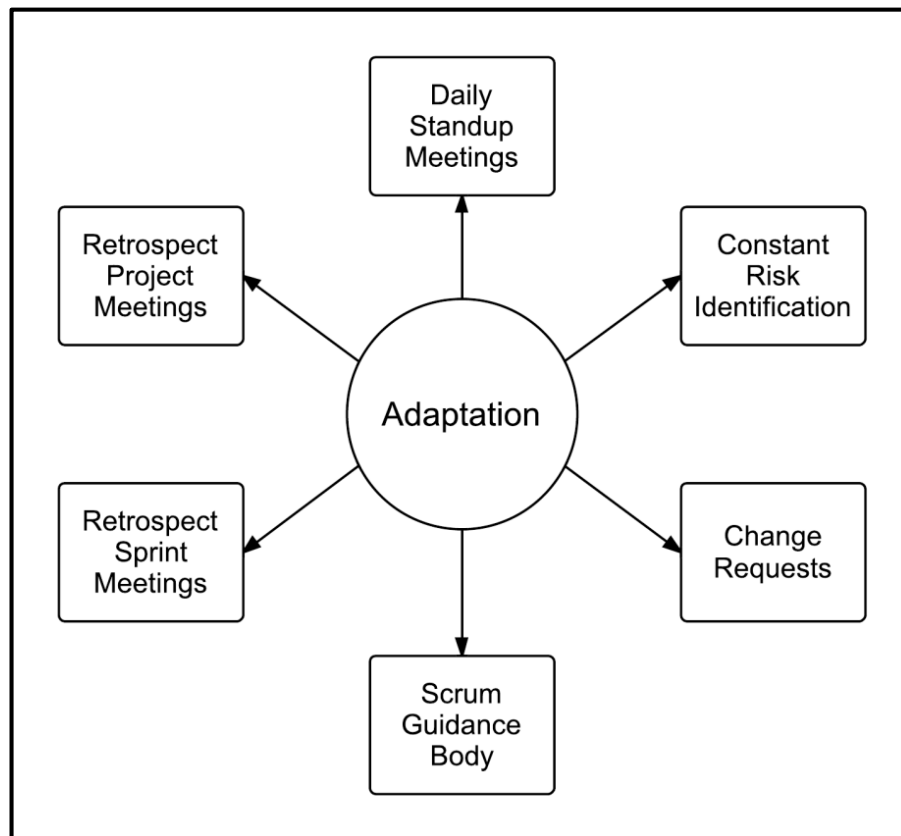 Daily
Standup
Meetings
Retrospect
Project
Meetings
Constant
Risk
Identification
Adaptation
Retrospect
Sprint
Meetings
Change
Requests
Scrum
Guidance
Body